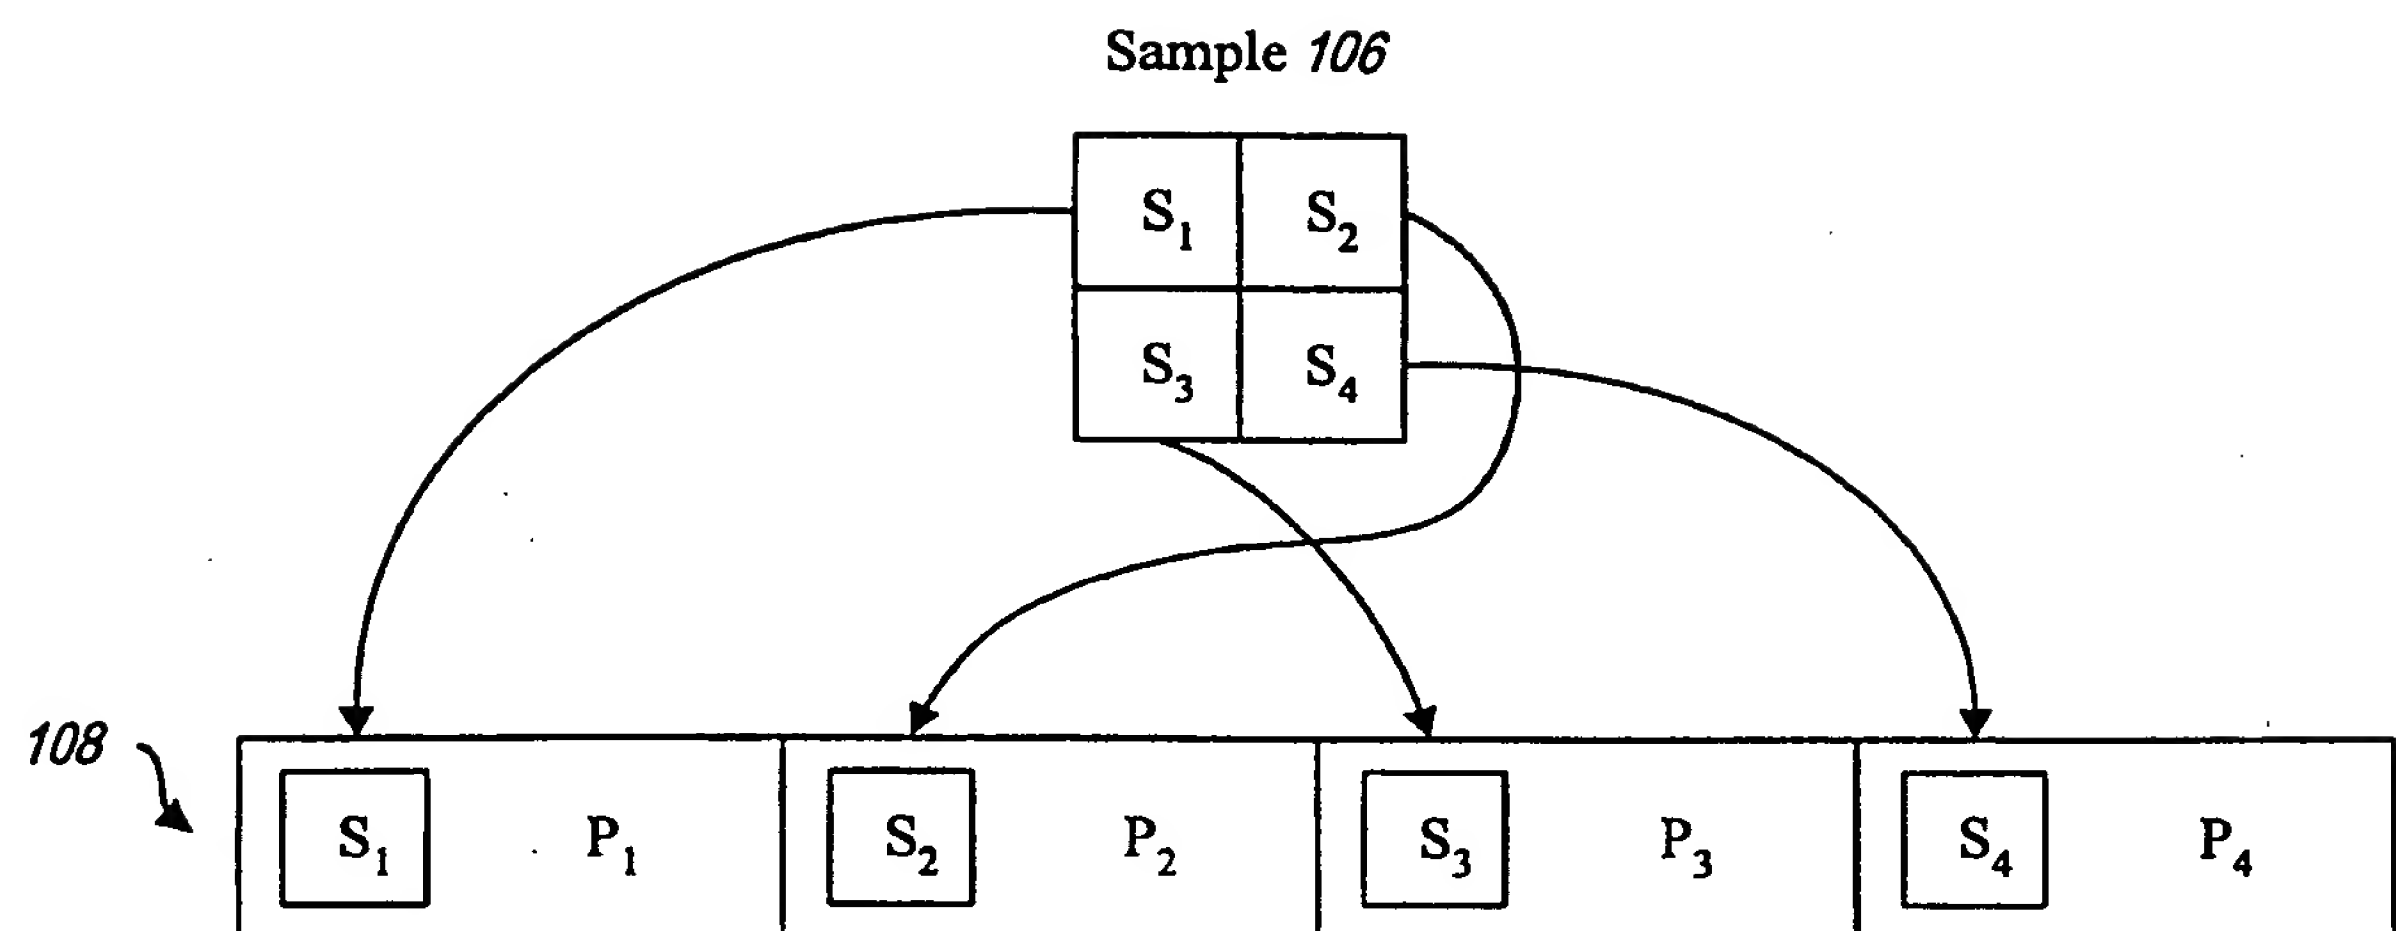 Sample 106
S1 S2
S3 S4
108
S1 P1 S2 P2 S3 P3 S4 P4